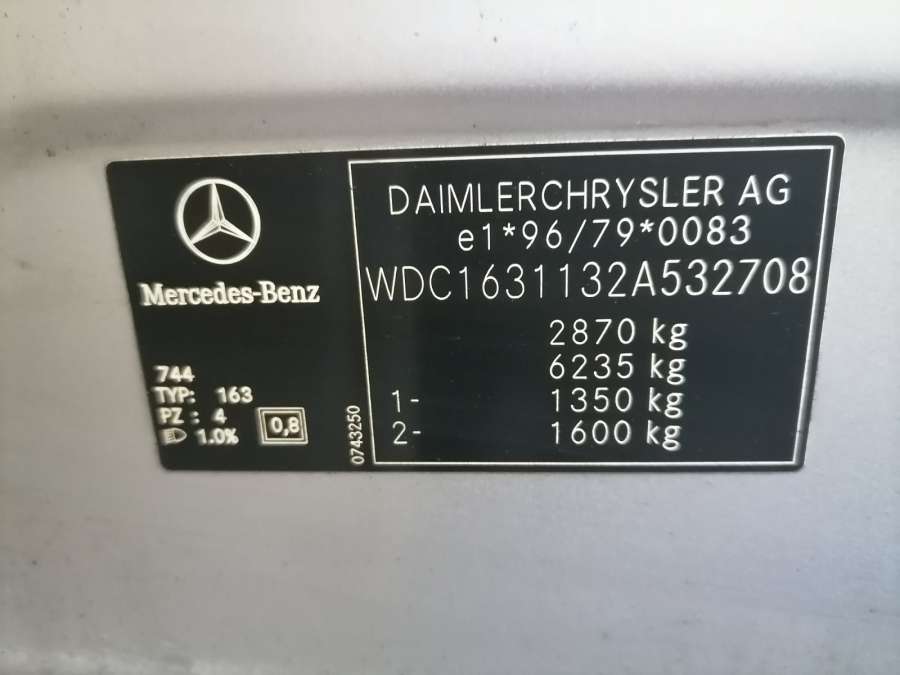 Mercedes-Benz
744
TYP: 163
PZ : 4
1.0%
0,8
0743250
DAIMLERCHRYSLER AG
e1*96/79*0083
WDC1631132A532708
2870 kg
6235 kg
1- 1350 kg
2- 1600 kg